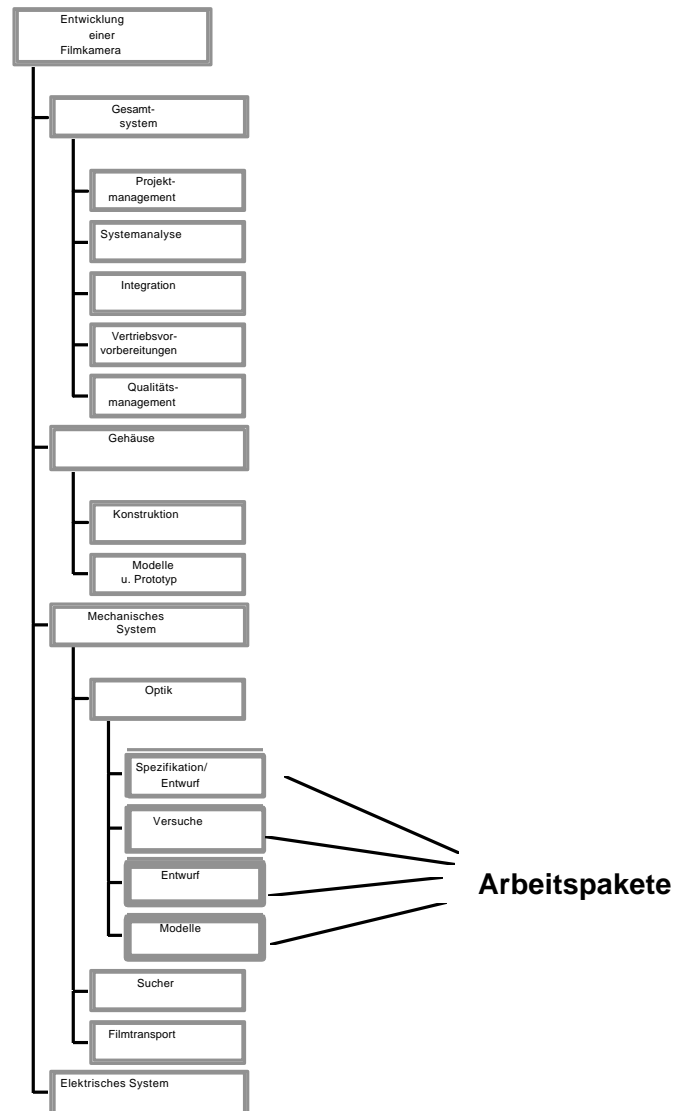 Entwicklung
einer
Filmkamera
Gesamt-
system
Projekt-
management
Systemanalyse
Integration
Vertriebsvor-
vorbereitungen
Qualitäts-
management
Gehäuse
Konstruktion
Modelle
u. Prototyp
Mechanisches
System
Optik
Spezifikation/
Entwurf
Versuche
Entwurf
Modelle
Arbeitspakete
Sucher
Filmtransport
Elektrisches System